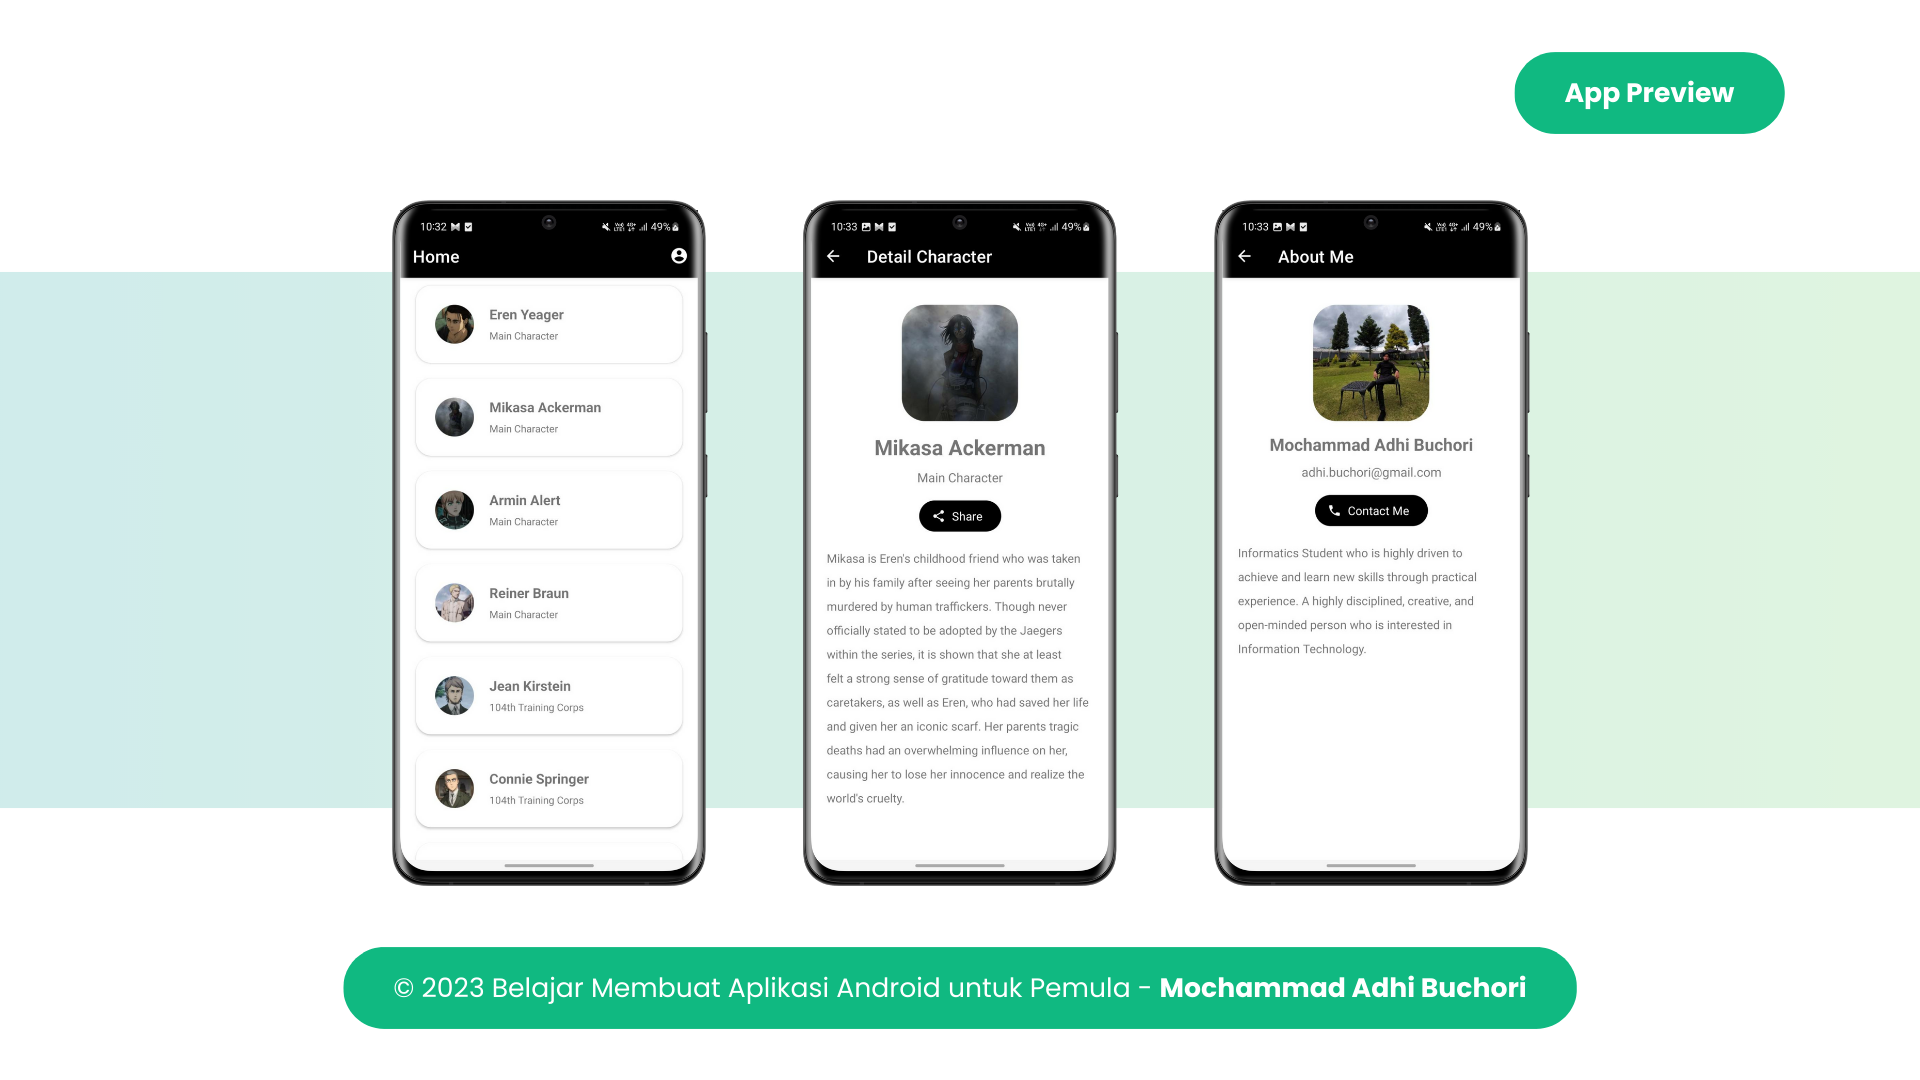 App Preview
10:32
49%
Home
Eren Yeager
Main Character
Mikasa Ackerman
Main Character
Armin Alert
Main Character
Reiner Braun
Main Character
Jean Kirstein
104th Training Corps
Connie Springer
104th Training Corps
10:33
49%
Detail Character
Mikasa Ackerman
Main Character
Share
Mikasa is Eren's childhood friend who was taken
in by his family after seeing her parents brutally
murdered by human traffickers. Though never
officially stated to be adopted by the Jaegers
within the series, it is shown that she at least
felt a strong sense of gratitude toward them as
caretakers, as well as Eren, who had saved her life
and given her an iconic scarf. Her parents tragic
deaths had an overwhelming influence on her,
causing her to lose her innocence and realize the
world's cruelty.
10:33
49%
About Me
Mochammad Adhi Buchori
adhi.buchori@gmail.com
Contact Me
Informatics Student who is highly driven to
achieve and learn new skills through practical
experience. A highly disciplined, creative, and
open-minded person who is interested in
Information Technology.
© 2023 Belajar Membuat Aplikasi Android untuk Pemula - Mochammad Adhi Buchori